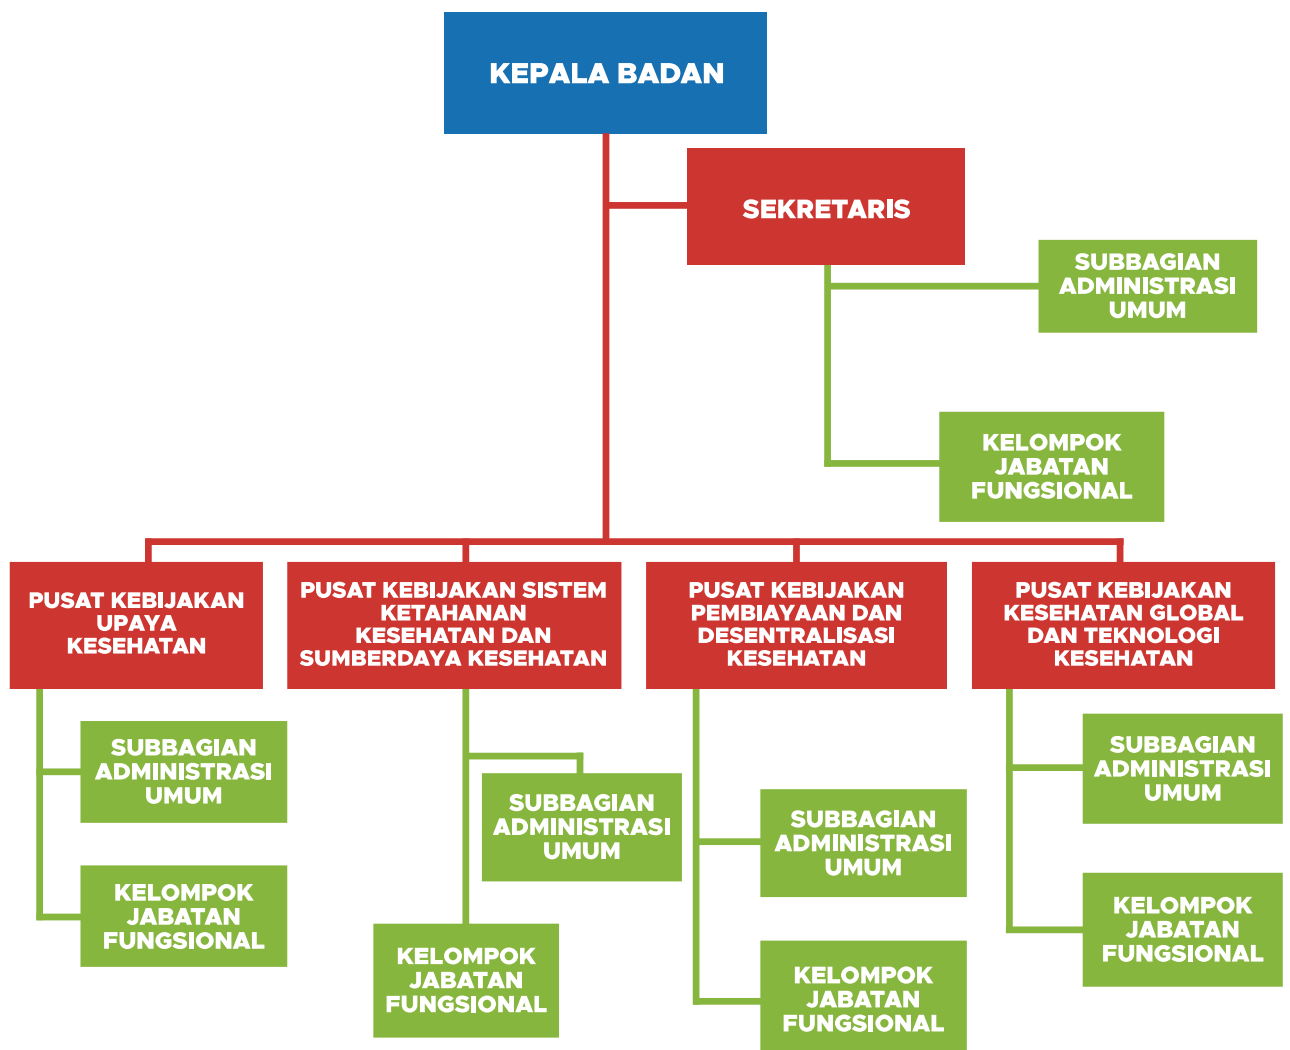 KEPALA BADAN
SEKRETARIS
SUBBAGIAN
ADMINISTRASI
UMUM
KELOMPOK
JABATAN
FUNGSIONAL
PUSAT KEBIJAKAN
UPAYA
KESEHATAN
PUSAT KEBIJAKAN SISTEM
KETAHANAN
KESEHATAN DAN
SUMBERDAYA KESEHATAN
PUSAT KEBIJAKAN
PEMBIAYAAN DAN
DESENTRALISASI
KESEHATAN
PUSAT KEBIJAKAN
KESEHATAN GLOBAL
DAN TEKNOLOGI
KESEHATAN
SUBBAGIAN
ADMINISTRASI
UMUM
KELOMPOK
JABATAN
FUNGSIONAL
SUBBAGIAN
ADMINISTRASI
UMUM
KELOMPOK
JABATAN
FUNGSIONAL
SUBBAGIAN
ADMINISTRASI
UMUM
KELOMPOK
JABATAN
FUNGSIONAL
SUBBAGIAN
ADMINISTRASI
UMUM
KELOMPOK
JABATAN
FUNGSIONAL